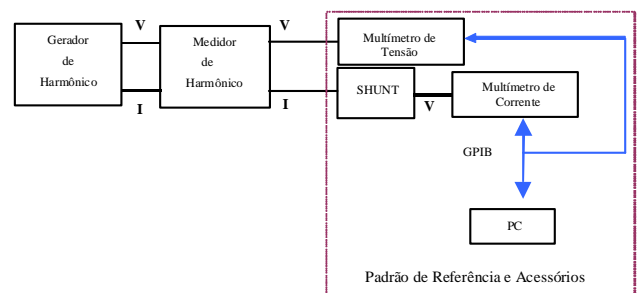 Gerador
de
Harmônico
V
I
Medidor
de
Harmônico
V
I
Multímetro de
Tensão
SHUNT
V
Multímetro de
Corrente
GPIB
PC
Padrão de Referência e Acessórios